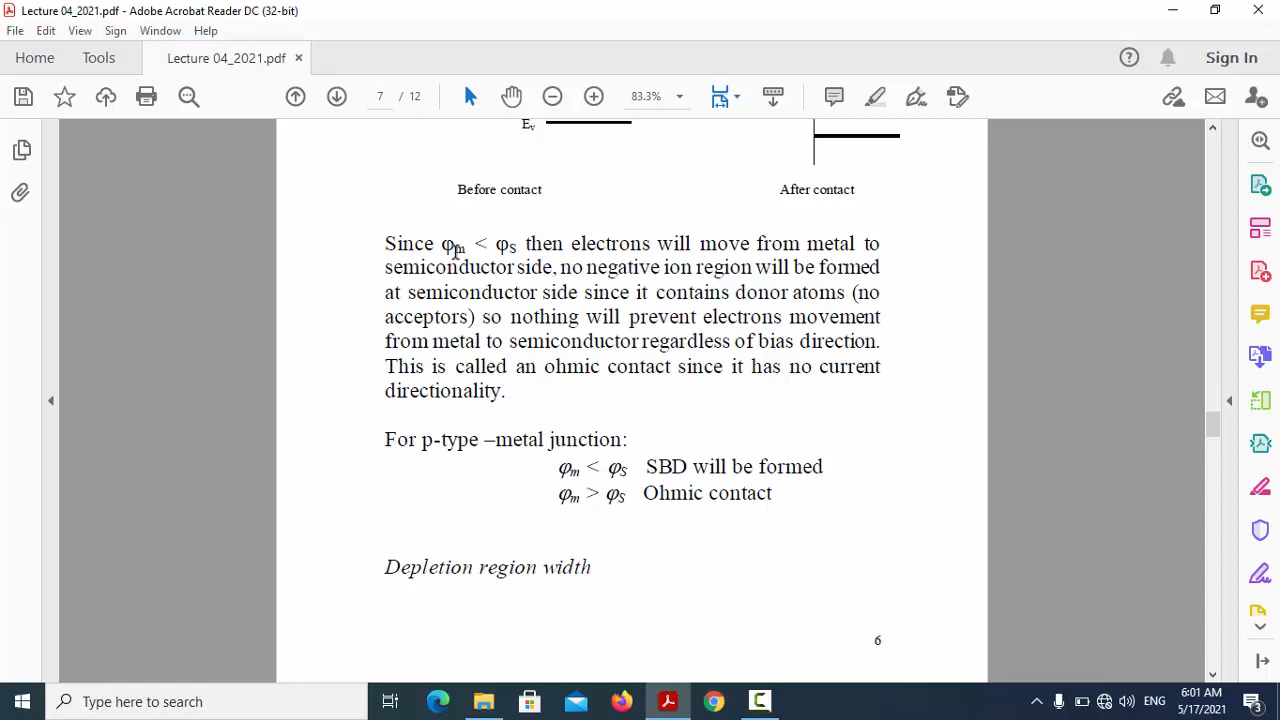 Lecture 04_2021.pdf - Adobe Acrobat Reader DC (32-bit)
File Edit View Sign Window Help
Home Tools Lecture 04_2021.pdf × Sign In
7 / 12 83.3%
Ev
Before contact After contact
Since φm < φS then electrons will move from metal to
semiconductor side, no negative ion region will be formed
at semiconductor side since it contains donor atoms (no
acceptors) so nothing will prevent electrons movement
from metal to semiconductor regardless of bias direction.
This is called an ohmic contact since it has no current
directionality.
For p-type –metal junction:
φm < φS SBD will be formed
φm > φS Ohmic contact
Depletion region width
6
Type here to search
ENG
6:01 AM
5/17/2021
3